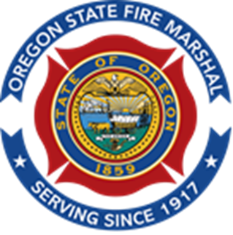 OREGON STATE FIRE MARSHAL
STATE OF OREGON
1859
SERVING SINCE 1917